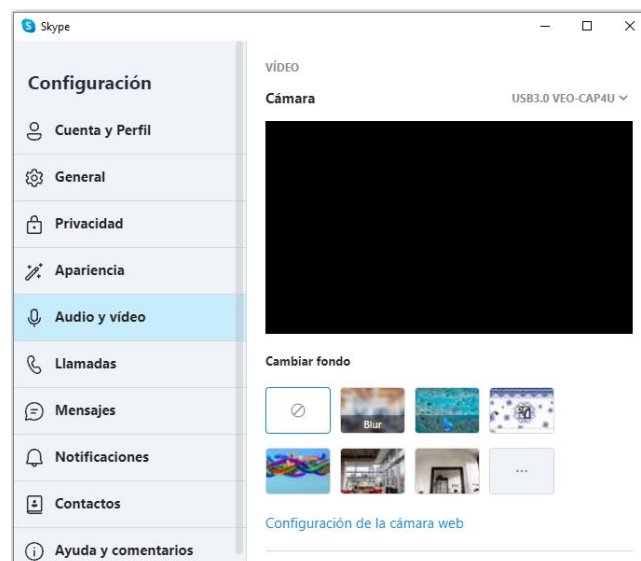 Skype
Configuración
Cuenta y Perfil
General
Privacidad
Apariencia
Audio y vídeo
Llamadas
Mensajes
Notificaciones
Contactos
Ayuda y comentarios
VÍDEO
Cámara
USB3.0 VEO-CAP4U
Cambiar fondo
Blur
Configuración de la cámara web